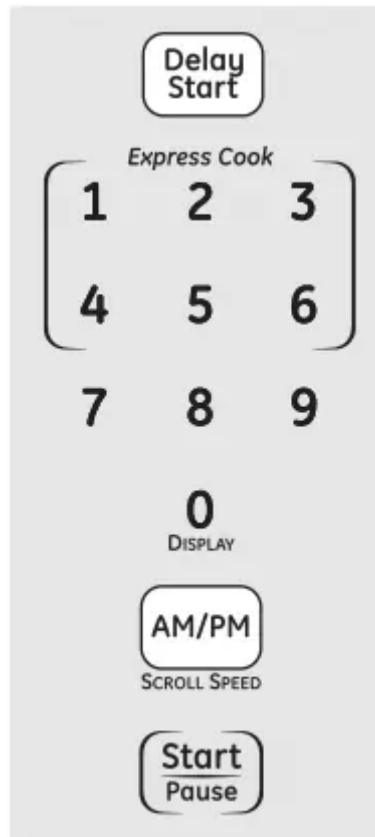 Delay
Start
Express Cook
1 2 3
4 5 6
7 8 9
0
DISPLAY
AM/PM
SCROLL SPEED
Start
Pause